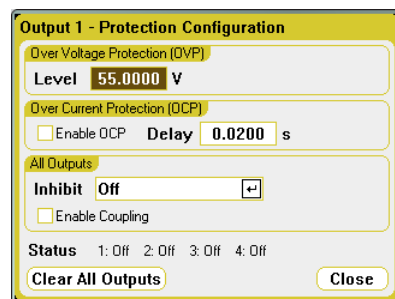 Output 1 - Protection Configuration
Over Voltage Protection (OVP)
Level 55.0000 V
Over Current Protection (OCP)
Enable OCP Delay 0.0200 s
All Outputs
Inhibit Off
Enable Coupling
Status 1: Off 2: Off 3: Off 4: Off
Clear All Outputs Close